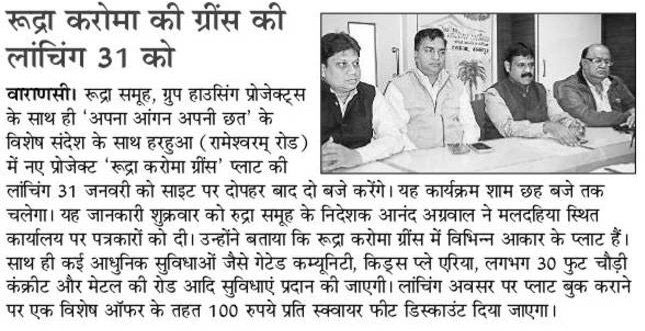 रूद्रा करोमा की ग्रींस की
लांचिंग 31 को
वाराणसी। रूद्रा समूह, ग्रुप हाउसिंग प्रोजेक्ट्स
के साथ ही 'अपना आंगन अपनी छत' के
विशेष संदेश के साथ हरहुआ (रामेश्वरम् रोड)
में नए प्रोजेक्ट 'रूद्रा करोमा ग्रींस' प्लाट की
लांचिंग 31 जनवरी को साइट पर दोपहर बाद दो बजे करेंगे। यह कार्यक्रम शाम छह बजे तक
चलेगा। यह जानकारी शुक्रवार को रुद्रा समूह के निदेशक आनंद अग्रवाल ने मलदहिया स्थित
कार्यालय पर पत्रकारों को दी। उन्होंने बताया कि रूद्रा करोमा ग्रींस में विभिन्न आकार के प्लाट हैं।
साथ ही कई आधुनिक सुविधाओं जैसे गेटेड कम्यूनिटी, किड्स प्ले एरिया, लगभग 30 फुट चौड़ी
कंक्रीट और मेटल की रोड आदि सुविधाएं प्रदान की जाएगी। लांचिंग अवसर पर प्लाट बुक कराने
पर एक विशेष ऑफर के तहत 100 रुपये प्रति स्क्वायर फीट डिस्काउंट दिया जाएगा।